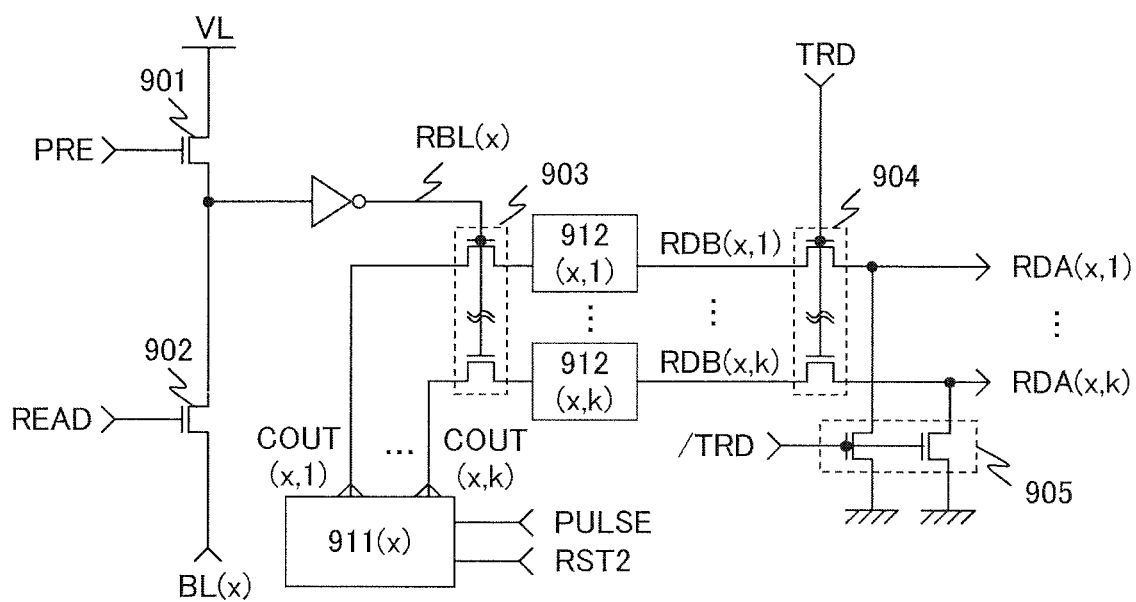 VL
901
PRE
RBL(x)
903
TRD
904
912
(x,1)
RDB(x,1)
RDA(x,1)
⋮
⋮
⋮
912
(x,k)
RDB(x,k)
RDA(x,k)
902
READ
COUT
(x,1)
...
COUT
(x,k)
/TRD
905
911(x)
PULSE
RST2
BL(x)